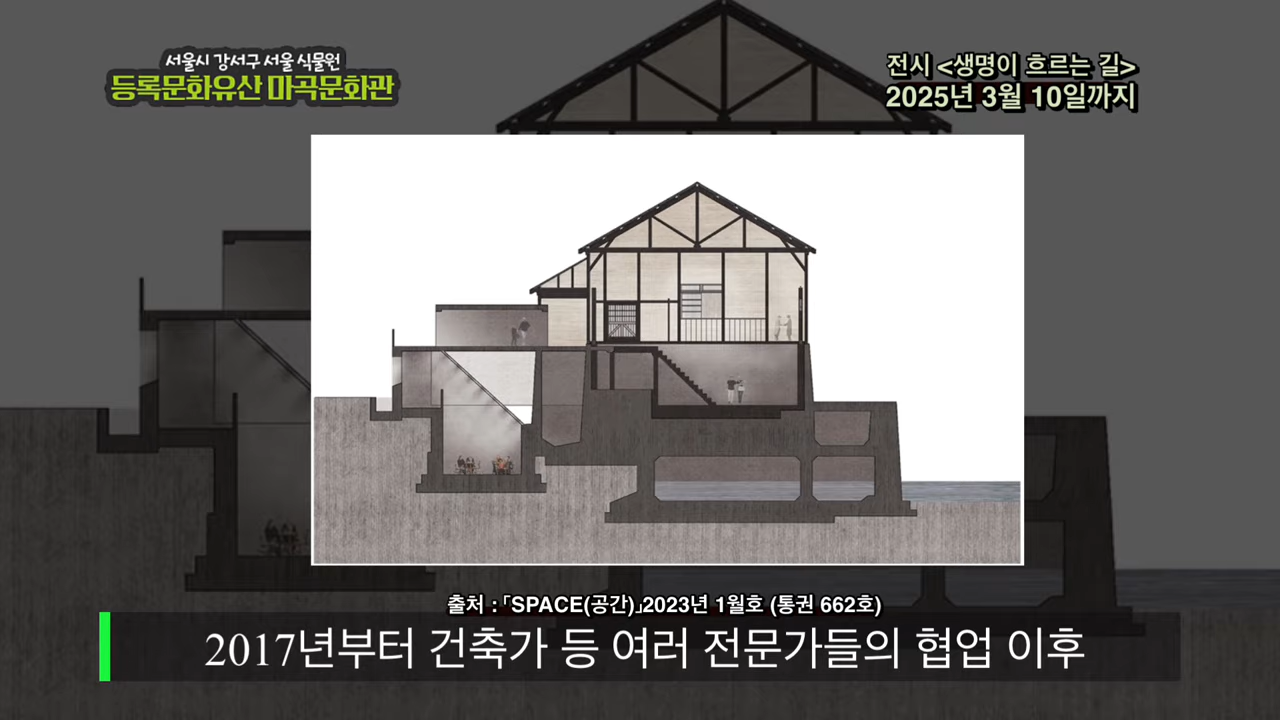 서울시 강서구 서울 식물원
등록문화유산 마곡문화관
전시 <생명이 흐르는 길>
2025년 3월 10일까지
출처 : 「SPACE(공간)」2023년 1월호 (통권 662호)
2017년부터 건축가 등 여러 전문가들의 협업 이후